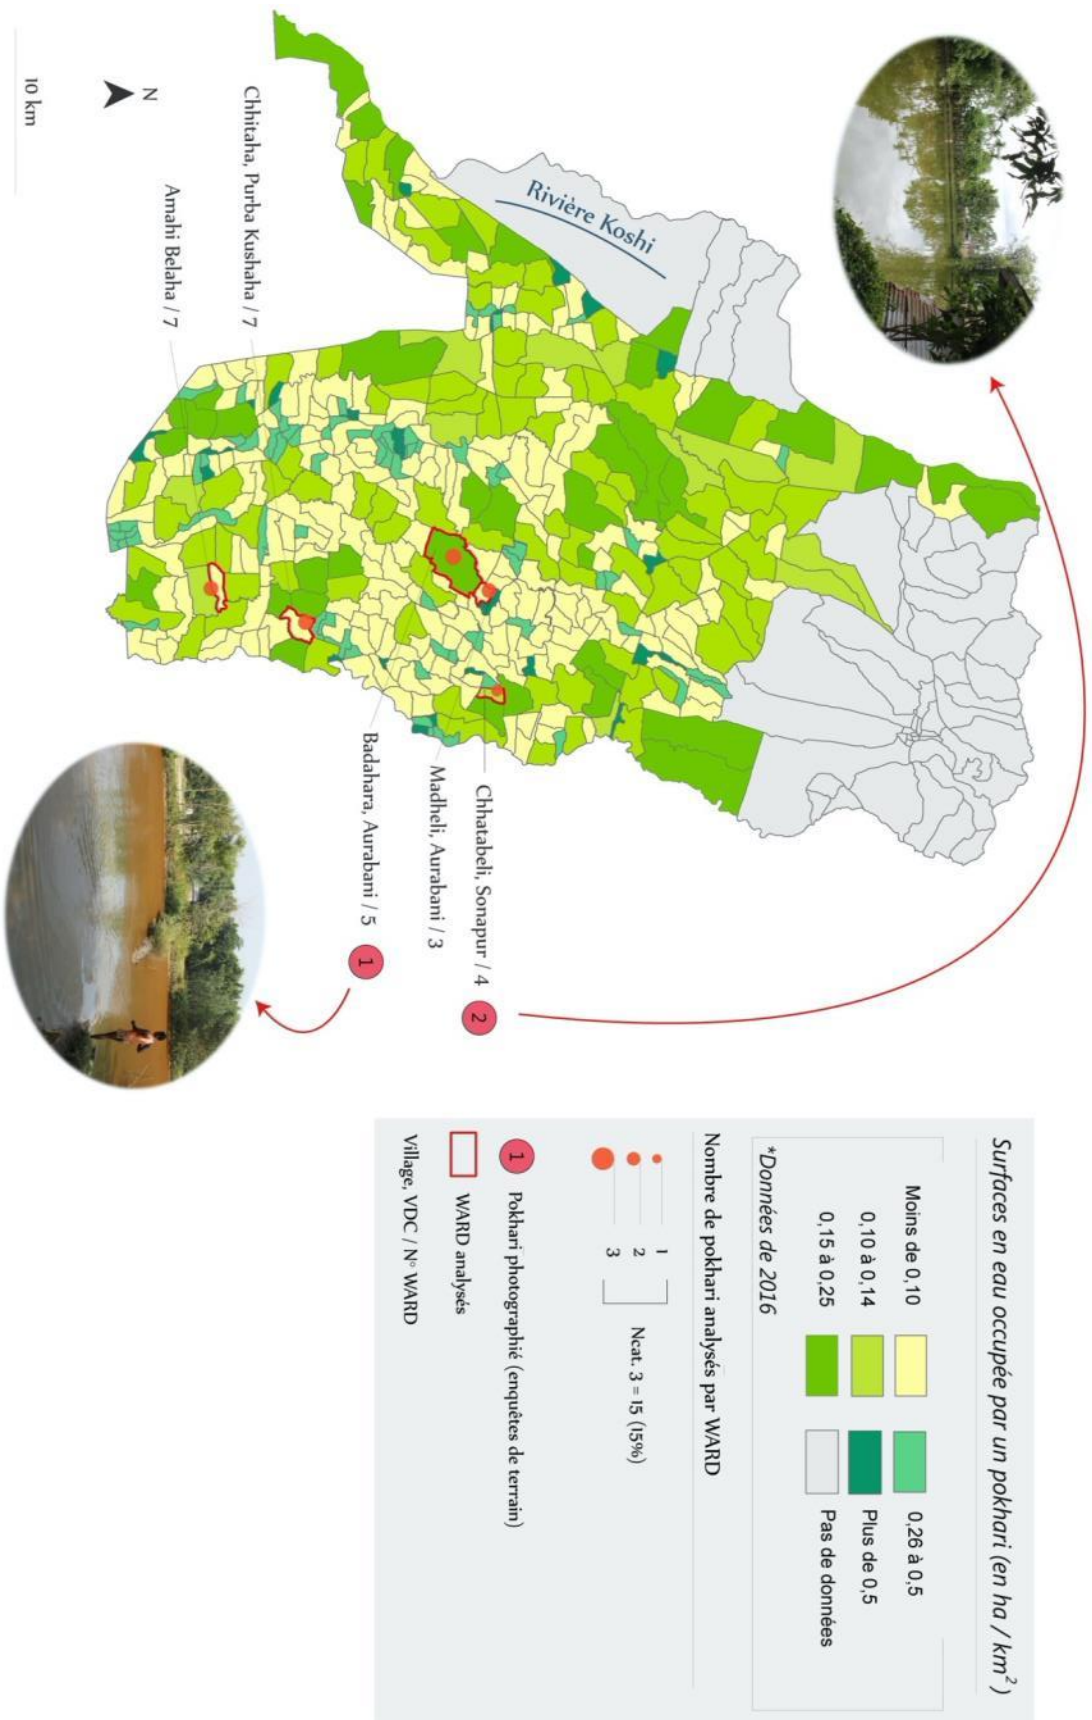 Rivière Koshi
Chhatabeli, Sonapur / 4
2
Madheli, Aurabani / 3
Badahara, Aurabani / 5
1
Chhitaha, Purba Kushaha / 7
Amahi Belaha / 7
N
10 km
Surfaces en eau occupée par un pokhari (en ha / km²)
Moins de 0,10
0,10 à 0,14
0,15 à 0,25
0,26 à 0,5
Plus de 0,5
Pas de données
*Données de 2016
Nombre de pokhari analysés par WARD
1
2
3
Ncat. 3 = 15 (15%)
1 Pokhari photographié (enquêtes de terrain)
WARD analysés
Village, VDC / N° WARD